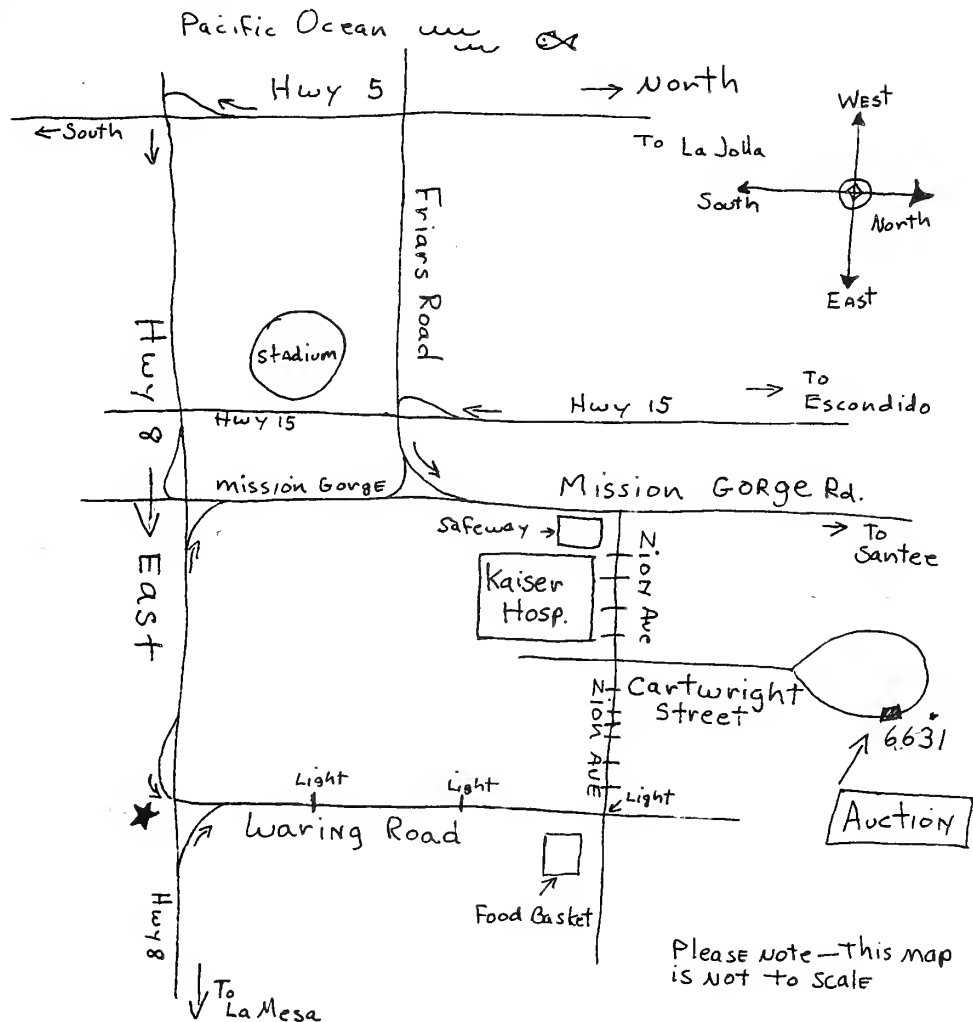 Pacific Ocean
Hwy 5
North
South
To La Jolla
West
South
North
East
Friars Road
Stadium
Hwy 8
East
Hwy 15
Hwy 15
To
Escondido
Mission Gorge
Mission Gorge Rd.
To
Santee
Safeway
Kaiser
Hosp.
Zion Ave
Cartwright
Street
Zion Ave
6631
Auction
Light
Light
Light
Waring Road
Food Basket
Hwy 8
To
La Mesa
Please Note — This map
is not to scale